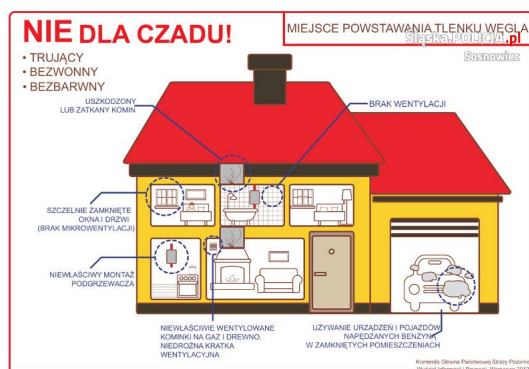 NIE DLA CZADU!
MIEJSCE POWSTAWANIA TLENKU WĘGLA
Śląska.POLICJA.pl
Sosnowiec
• TRUJĄCY
• BEZWONNY
• BEZBARWNY
USZKODZONY
LUB ZATKANY KOMIN
BRAK WENTYLACJI
SZCZELNIE ZAMKNIĘTE
OKNA I DRZWI
(BRAK MIKROWENTYLACJI)
NIEWŁAŚCIWY MONTAŻ
PODGRZEWACZA
NIEWŁAŚCIWIE WENTYLOWANE
KOMINKI NA GAZ I DREWNO.
NIEDROŻNA KRATKA
WENTYLACYJNA
UŻYWANIE URZĄDZEŃ I POJAZDÓW
NAPĘDZANYCH BENZYNĄ
W ZAMKNIĘTYCH POMIESZCZENIACH
Komenda Główna Państwowej Straży Pożarnej